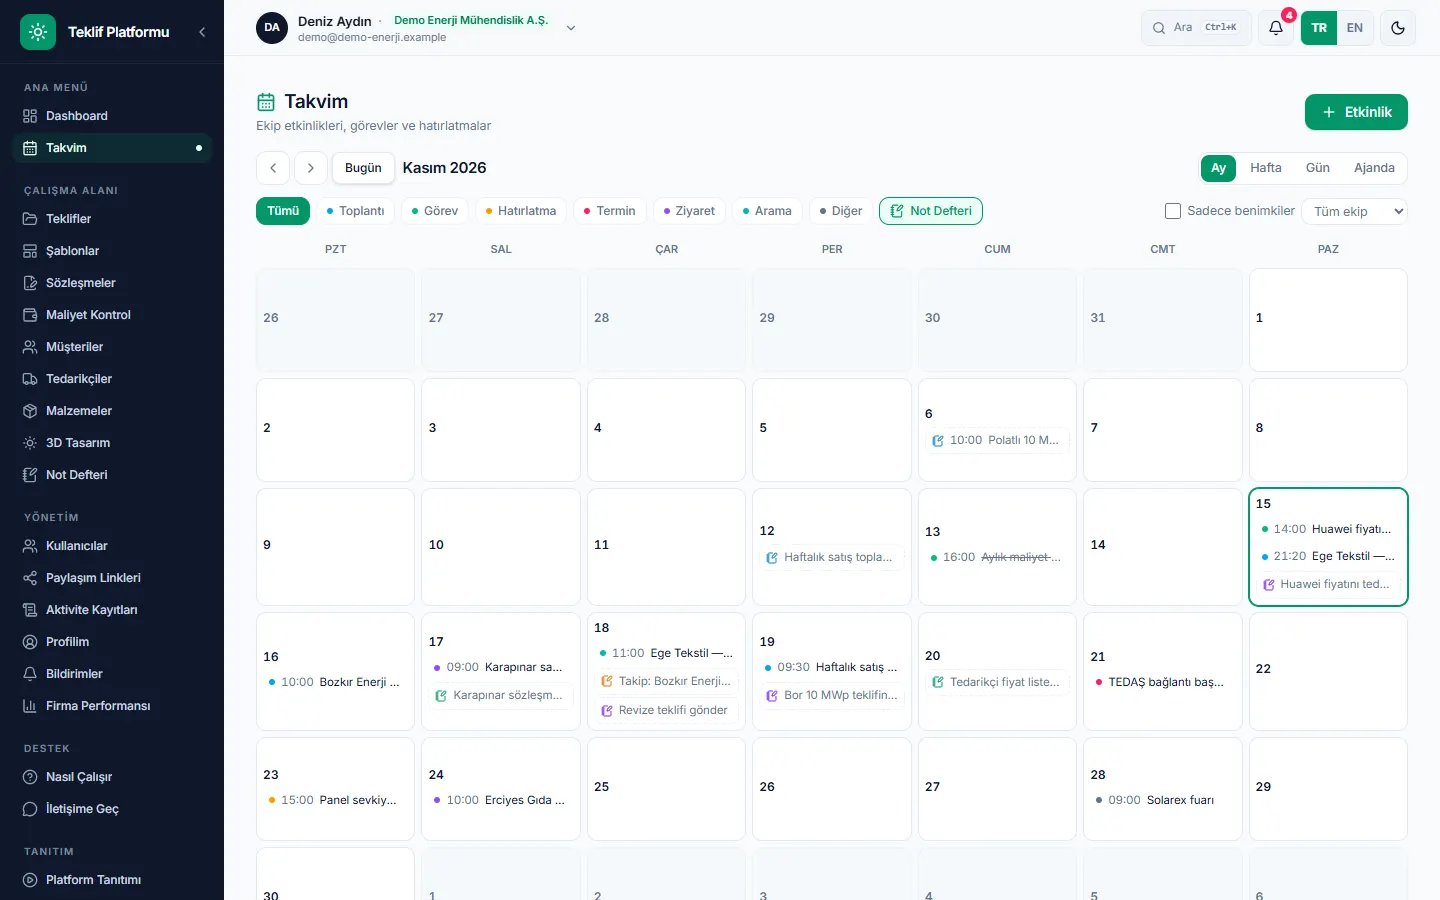 Teklif Platformu
ANA MENÜ
Dashboard
Takvim
ÇALIŞMA ALANI
Teklifler
Şablonlar
Sözleşmeler
Maliyet Kontrol
Müşteriler
Tedarikçiler
Malzemeler
3D Tasarım
Not Defteri
YÖNETİM
Kullanıcılar
Paylaşım Linkleri
Aktivite Kayıtları
Profilim
Bildirimler
Firma Performansı
DESTEK
Nasıl Çalışır
İletişime Geç
TANITIM
Platform Tanıtımı
DA
Deniz Aydın · Demo Enerji Mühendislik A.Ş.
demo@demo-enerji.example
Ara Ctrl+K
4
TR EN
Takvim
Ekip etkinlikleri, görevler ve hatırlatmalar
+ Etkinlik
Bugün Kasım 2026
Ay Hafta Gün Ajanda
Tümü Toplantı Görev Hatırlatma Termin Ziyaret Arama Diğer Not Defteri
Sadece benimkiler Tüm ekip
PZT SAL ÇAR PER CUM CMT PAZ
26 27 28 29 30 31 1
2 3 4 5 6 7 8
10:00 Polatlı 10 M...
9 10 11 12 13 14 15
Haftalık satış topla...
16:00 Aylık maliyet ...
14:00 Huawei fiyatı...
21:20 Ege Tekstil —...
Huawei fiyatını ted...
16
10:00 Bozkır Enerji ...
17
09:00 Karapınar sa...
Karapınar sözleşm...
18
11:00 Ege Tekstil —...
Takip: Bozkır Enerji...
Revize teklifi gönder
19
09:30 Haftalık satış ...
Bor 10 MWp teklifin...
20
Tedarikçi fiyat liste...
21
TEDAŞ bağlantı baş...
22
23
15:00 Panel sevkiy...
24
10:00 Erciyes Gıda ...
25
26
27
28
09:00 Solarex fuarı
29
30 1 2 3 4 5 6